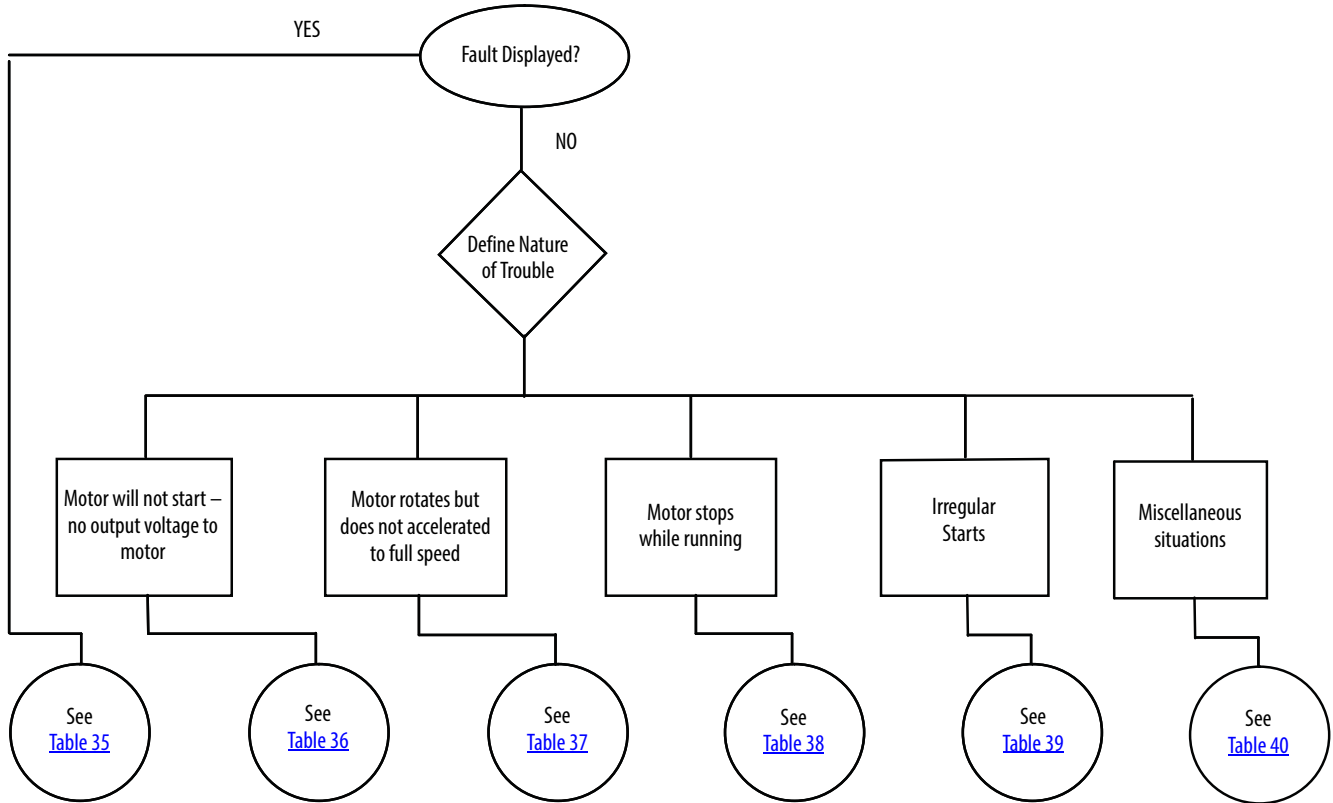 YES
Fault Displayed?
NO
Define Nature
of Trouble
Motor will not start –
no output voltage to
motor
Motor rotates but
does not accelerated
to full speed
Motor stops
while running
Irregular
Starts
Miscellaneous
situations
See
Table 35
See
Table 36
See
Table 37
See
Table 38
See
Table 39
See
Table 40